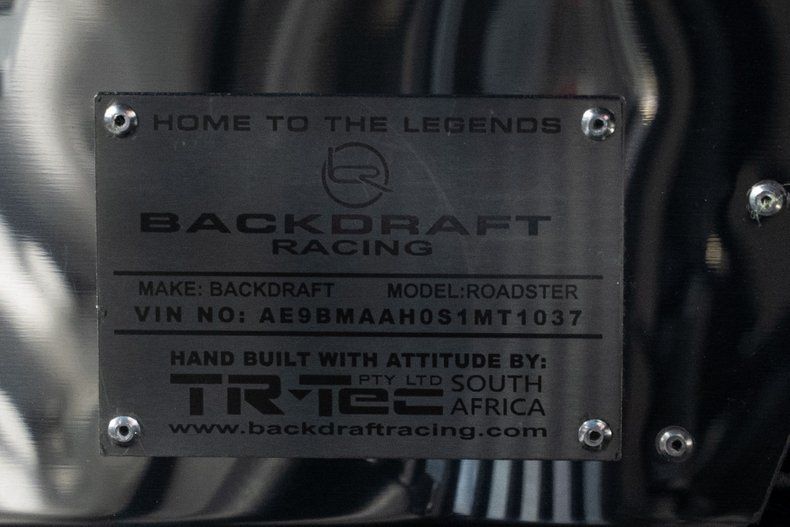 HOME TO THE LEGENDS
BACKDRAFT
RACING
MAKE: BACKDRAFT MODEL:ROADSTER
VIN NO: AE9BMAAH0S1MT1037
HAND BUILT WITH ATTITUDE BY:
TR-Tec PTY LTD SOUTH AFRICA
www.backdraftracing.com